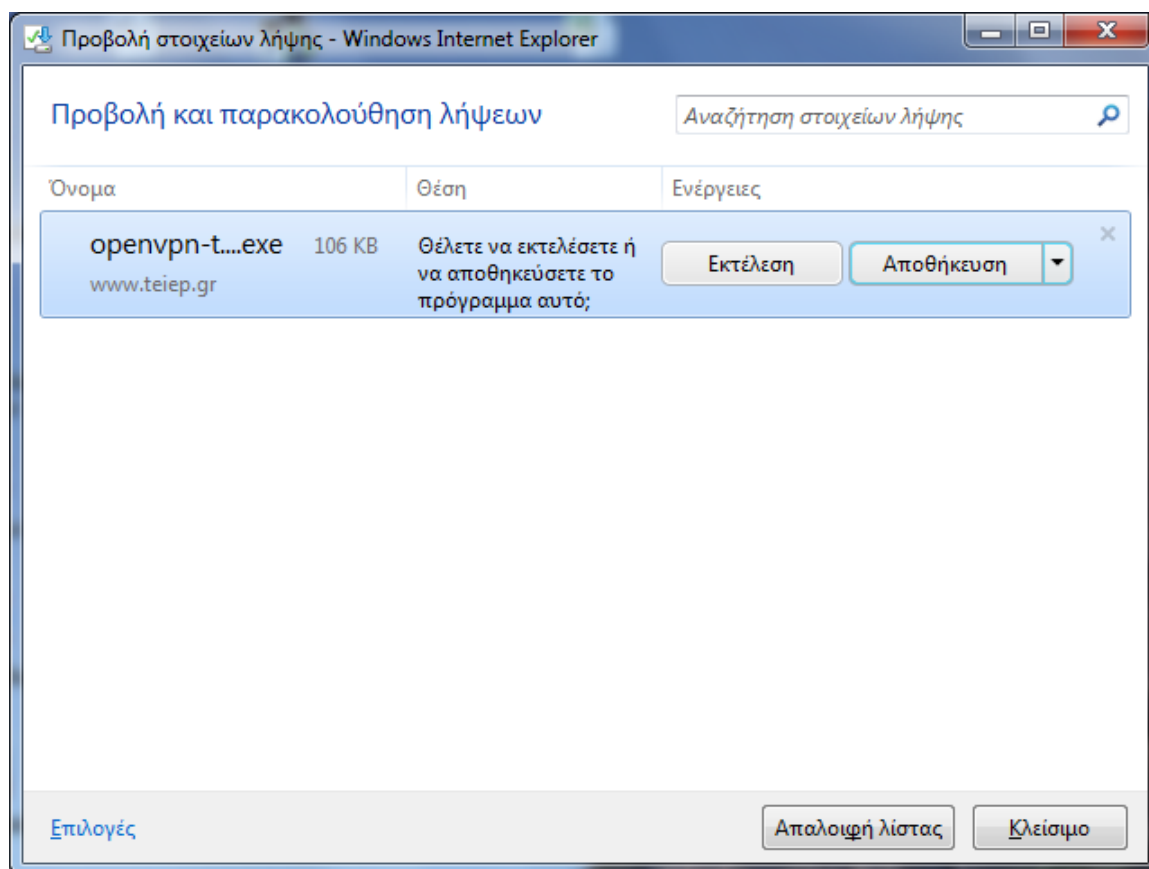 Προβολή στοιχείων λήψης - Windows Internet Explorer
Προβολή και παρακολούθηση λήψεων
Αναζήτηση στοιχείων λήψης
Όνομα
Θέση
Ενέργειες
openvpn-t....exe
106 KB
www.teiep.gr
Θέλετε να εκτελέσετε ή
να αποθηκεύσετε το
πρόγραμμα αυτό;
Εκτέλεση
Αποθήκευση
Επιλογές
Απαλοιφή λίστας
Κλείσιμο